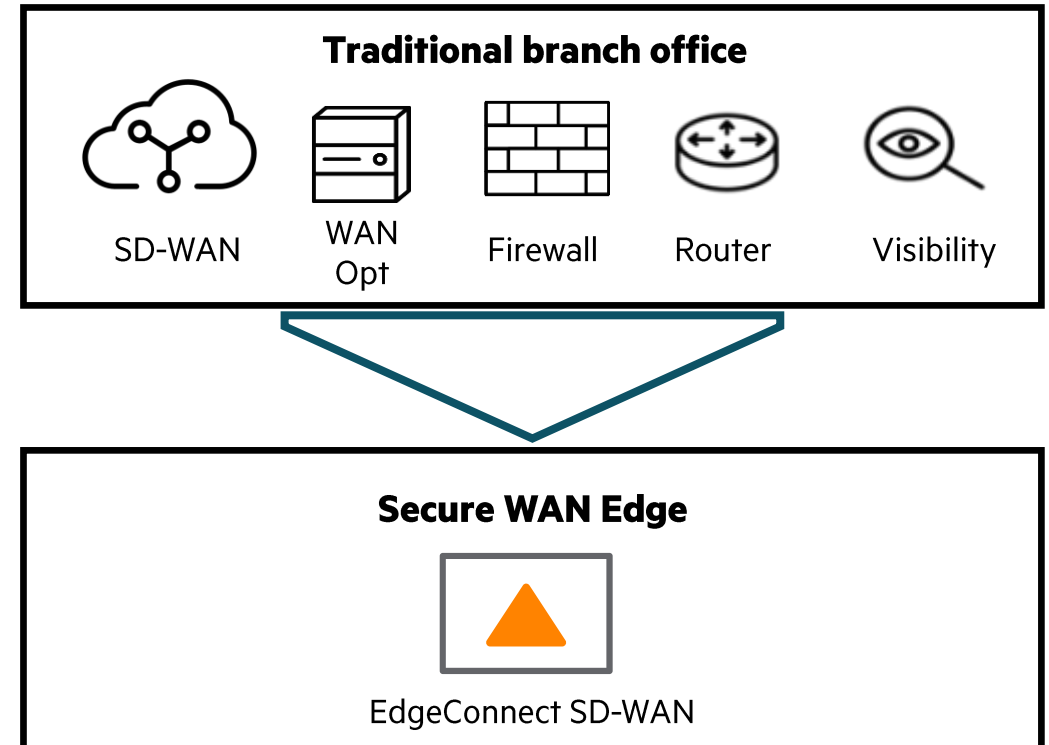 Traditional branch office
SD-WAN
WAN
Opt
Firewall
Router
Visibility
Secure WAN Edge
EdgeConnect SD-WAN